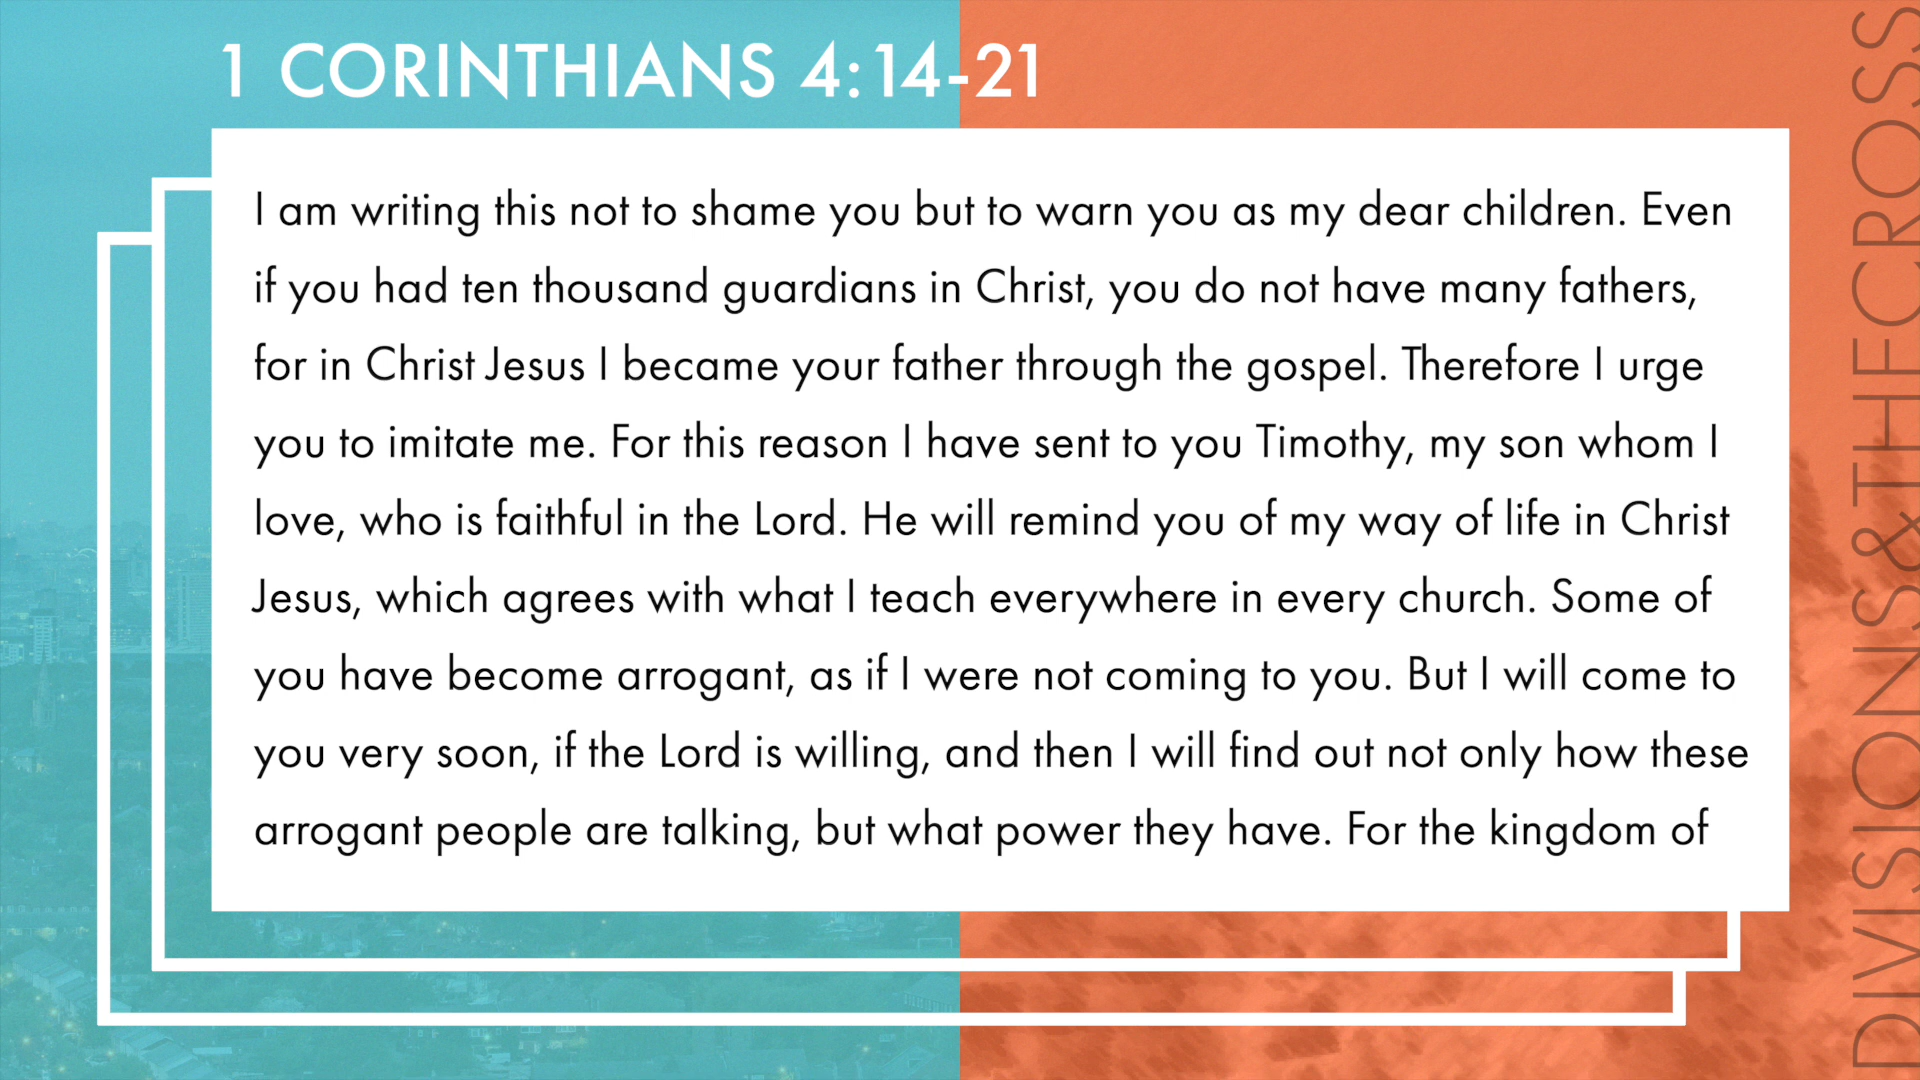 1 CORINTHIANS 4:14-21
I am writing this not to shame you but to warn you as my dear children. Even
if you had ten thousand guardians in Christ, you do not have many fathers,
for in Christ Jesus I became your father through the gospel. Therefore I urge
you to imitate me. For this reason I have sent to you Timothy, my son whom I
love, who is faithful in the Lord. He will remind you of my way of life in Christ
Jesus, which agrees with what I teach everywhere in every church. Some of
you have become arrogant, as if I were not coming to you. But I will come to
you very soon, if the Lord is willing, and then I will find out not only how these
arrogant people are talking, but what power they have. For the kingdom of
DIVISIONS&THECROSS